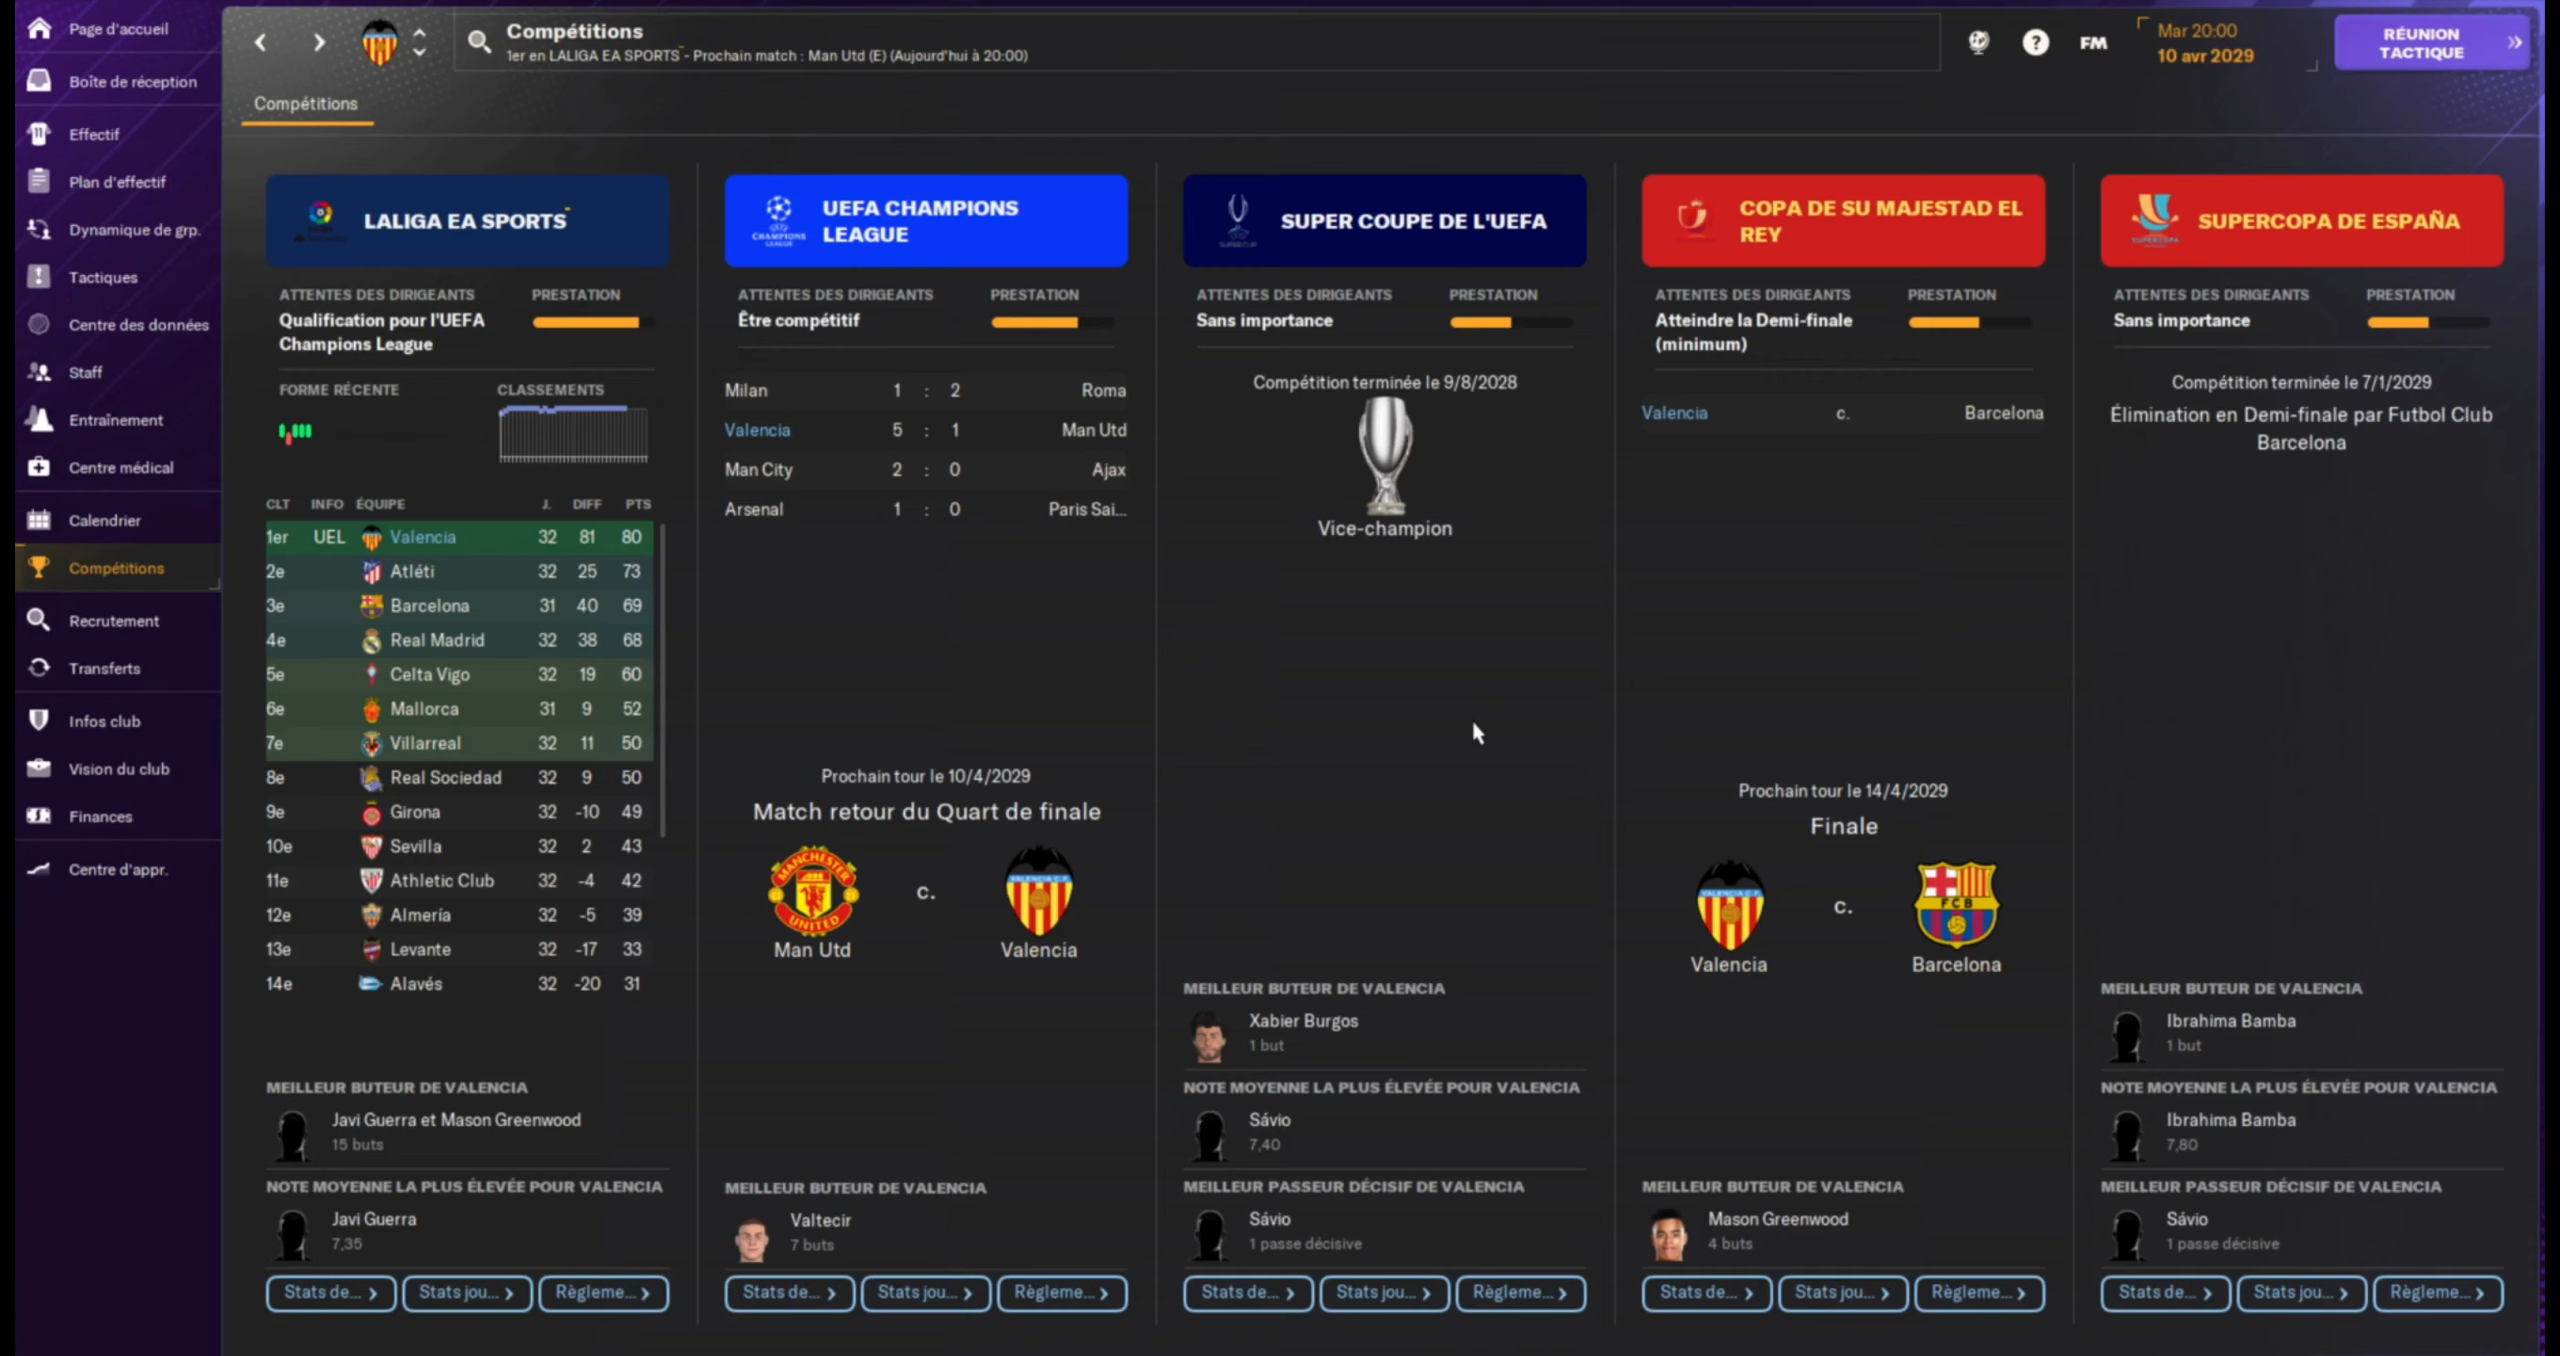 Page d'accueil
Boîte de réception
Effectif
Plan d'effectif
Dynamique de grp.
Tactiques
Centre des données
Staff
Entraînement
Centre médical
Calendrier
Compétitions
Recrutement
Transferts
Infos club
Vision du club
Finances
Centre d'appr.
Compétitions
1er en LALIGA EA SPORTS - Prochain match : Man Utd (E) (Aujourd'hui à 20:00)
?
FM
Mar 20:00
10 avr 2029
RÉUNION
TACTIQUE
Compétitions
LALIGA EA SPORTS
ATTENTES DES DIRIGEANTS PRESTATION
Qualification pour l'UEFA
Champions League
FORME RÉCENTE CLASSEMENTS
CLT INFO ÉQUIPE J. DIFF PTS
1er UEL Valencia 32 81 80
2e Atléti 32 25 73
3e Barcelona 31 40 69
4e Real Madrid 32 38 68
5e Celta Vigo 32 19 60
6e Mallorca 31 9 52
7e Villarreal 32 11 50
8e Real Sociedad 32 9 50
9e Girona 32 -10 49
10e Sevilla 32 2 43
11e Athletic Club 32 -4 42
12e Almería 32 -5 39
13e Levante 32 -17 33
14e Alavés 32 -20 31
MEILLEUR BUTEUR DE VALENCIA
Javi Guerra et Mason Greenwood
15 buts
NOTE MOYENNE LA PLUS ÉLEVÉE POUR VALENCIA
Javi Guerra
7,35
Stats de... Stats jou... Règleme...
CHAMPIONS
LEAGUE
UEFA CHAMPIONS
LEAGUE
ATTENTES DES DIRIGEANTS PRESTATION
Être compétitif
Milan 1 : 2 Roma
Valencia 5 : 1 Man Utd
Man City 2 : 0 Ajax
Arsenal 1 : 0 Paris Sai...
Prochain tour le 10/4/2029
Match retour du Quart de finale
MANCHESTER
UNITED
c.
VALENCIA C.F.
Man Utd Valencia
MEILLEUR BUTEUR DE VALENCIA
Valtecir
7 buts
Stats de... Stats jou... Règleme...
SUPERCUP
SUPER COUPE DE L'UEFA
ATTENTES DES DIRIGEANTS PRESTATION
Sans importance
Compétition terminée le 9/8/2028
Vice-champion
MEILLEUR BUTEUR DE VALENCIA
Xabier Burgos
1 but
NOTE MOYENNE LA PLUS ÉLEVÉE POUR VALENCIA
Sávio
7,40
MEILLEUR PASSEUR DÉCISIF DE VALENCIA
Sávio
1 passe décisive
Stats de... Stats jou... Règleme...
COPA DE SU MAJESTAD EL
REY
ATTENTES DES DIRIGEANTS PRESTATION
Atteindre la Demi-finale
(minimum)
Valencia c. Barcelona
Prochain tour le 14/4/2029
Finale
VALENCIA C.F.
c.
FCB
Valencia Barcelona
MEILLEUR BUTEUR DE VALENCIA
Mason Greenwood
4 buts
Stats de... Stats jou... Règleme...
SUPERCOPA
SUPERCOPA DE ESPAÑA
ATTENTES DES DIRIGEANTS PRESTATION
Sans importance
Compétition terminée le 7/1/2029
Élimination en Demi-finale par Futbol Club
Barcelona
MEILLEUR BUTEUR DE VALENCIA
Ibrahima Bamba
1 but
NOTE MOYENNE LA PLUS ÉLEVÉE POUR VALENCIA
Ibrahima Bamba
7,80
MEILLEUR PASSEUR DÉCISIF DE VALENCIA
Sávio
1 passe décisive
Stats de... Stats jou... Règleme...